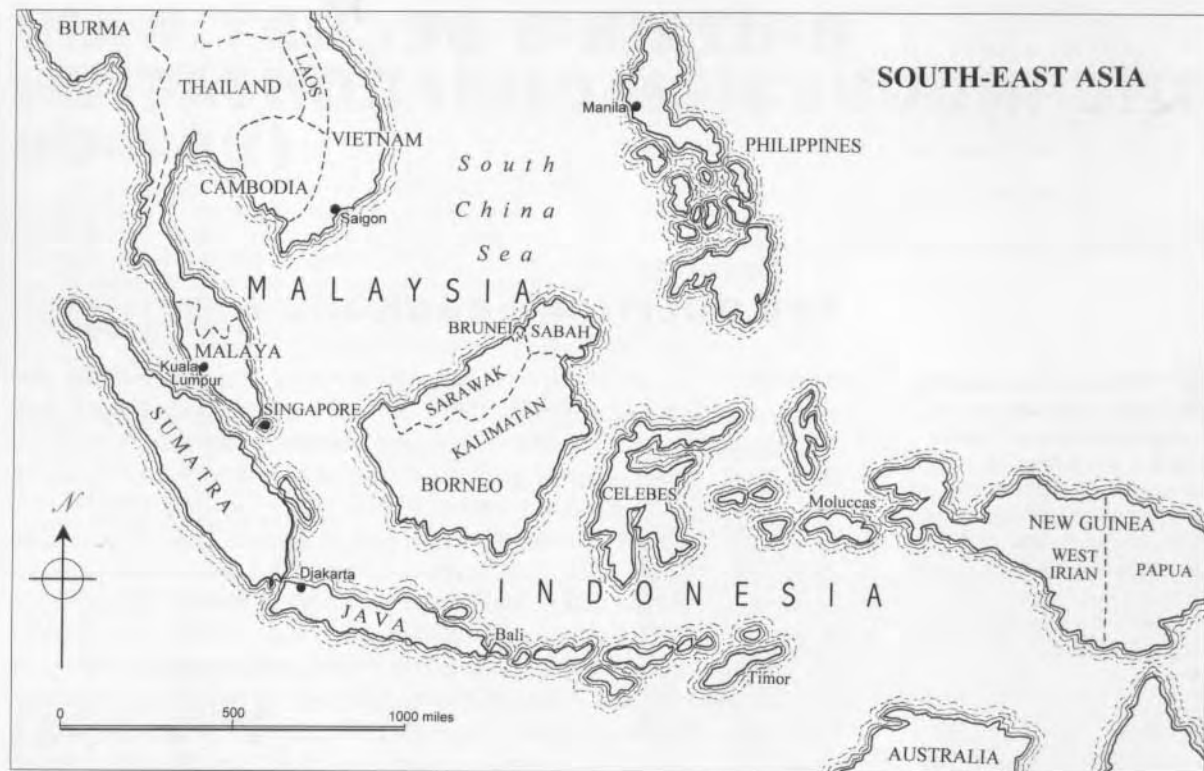 BURMA
SOUTH-EAST ASIA
LAOS
THAILAND
Manila
VIETNAM
PHILIPPINES
South
China
Sea
CAMBODIA
Saigon
MALAYSIA
BRUNEI
SABAH
MALAYA
Kuala
Lumpur
SARAWAK
KALIMATAN
SINGAPORE
SUMATRA
BORNEO
CELEBES
Moluccas
NEW GUINEA
WEST
IRIAN
PAPUA
N
Djakarta
INDONESIA
JAVA
Bali
Timor
0 500 1000 miles
AUSTRALIA